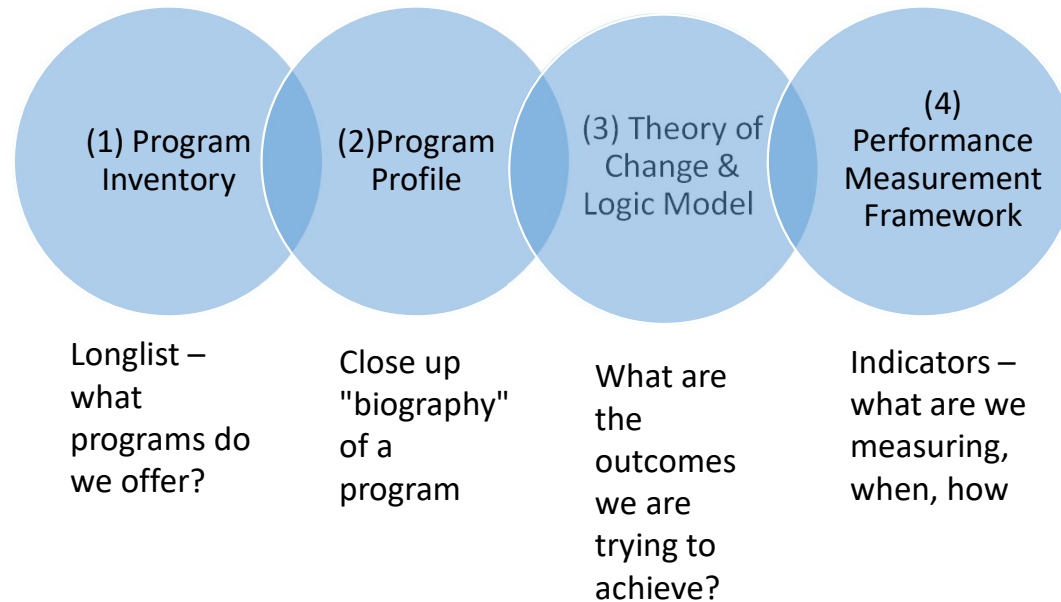 (1) Program
Inventory
(2)Program
Profile
(3) Theory of
Change &
Logic Model
(4)
Performance
Measurement
Framework
Longlist –
what
programs do
we offer?
Close up
"biography"
of a
program
What are
the
outcomes
we are
trying to
achieve?
Indicators –
what are we
measuring,
when, how